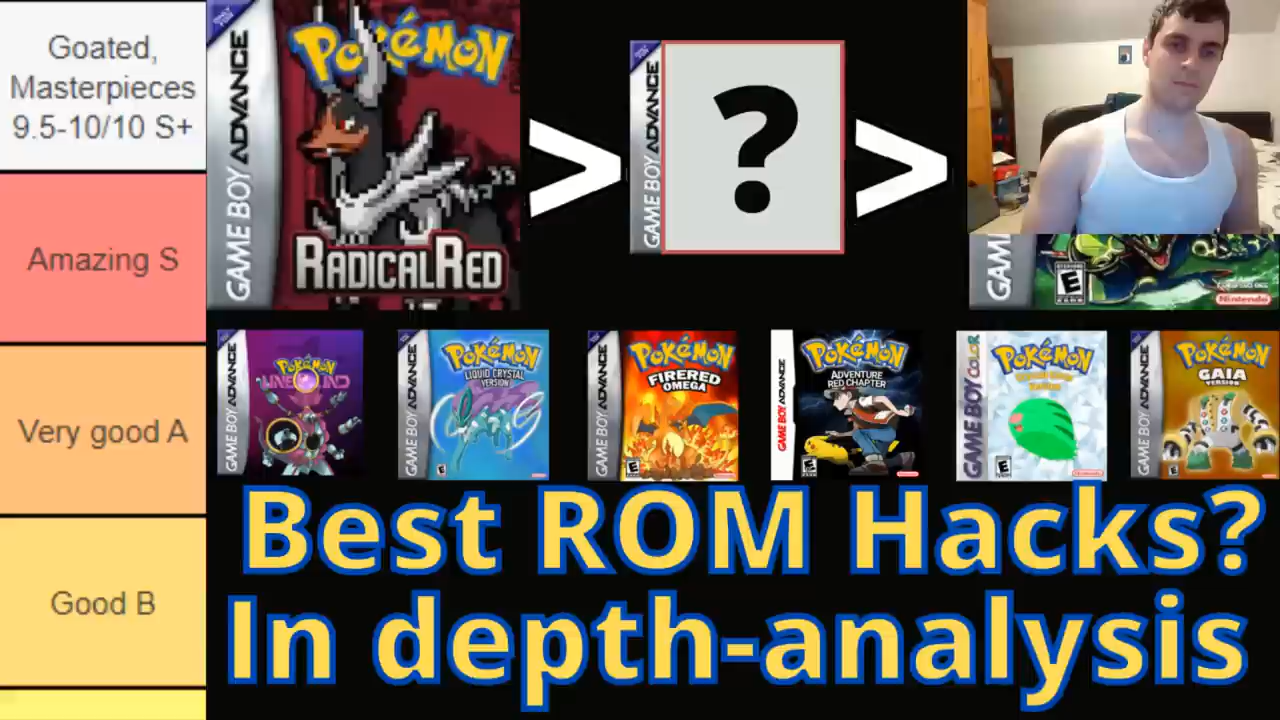 Goated,
Masterpieces
9.5-10/10 S+
Amazing S
Very good A
Good B
GAME BOY ADVANCE
POKéMON
RADICALRED
>
GAME BOY ADVANCE
?
>
GAM
EVERYONE
E
Nintendo
GAME BOY ADVANCE
POKéMON
UNBOUND
GAME BOY ADVANCE
POKéMON
LIQUID CRYSTAL
VERSION
E
GAME BOY ADVANCE
POKéMON
FIRERED
OMEGA
E
GAME BOY ADVANCE
POKéMON
ADVENTURE
RED CHAPTER
E
GAME BOY COLOR
POKéMON
E
GAME BOY ADVANCE
POKéMON
GAIA
VERSION
E
Best ROM Hacks?
In depth-analysis